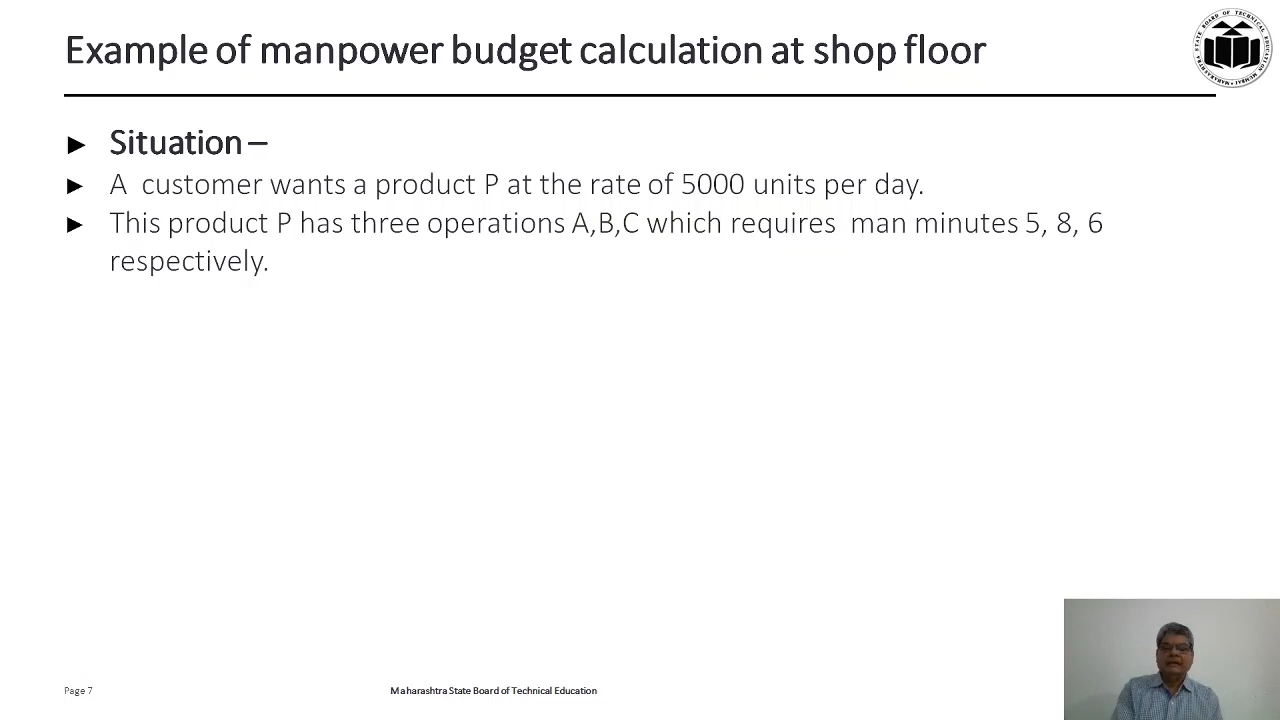 Example of manpower budget calculation at shop floor
► Situation –
► A customer wants a product P at the rate of 5000 units per day.
► This product P has three operations A,B,C which requires man minutes 5, 8, 6
respectively.
Page 7
Maharashtra State Board of Technical Education